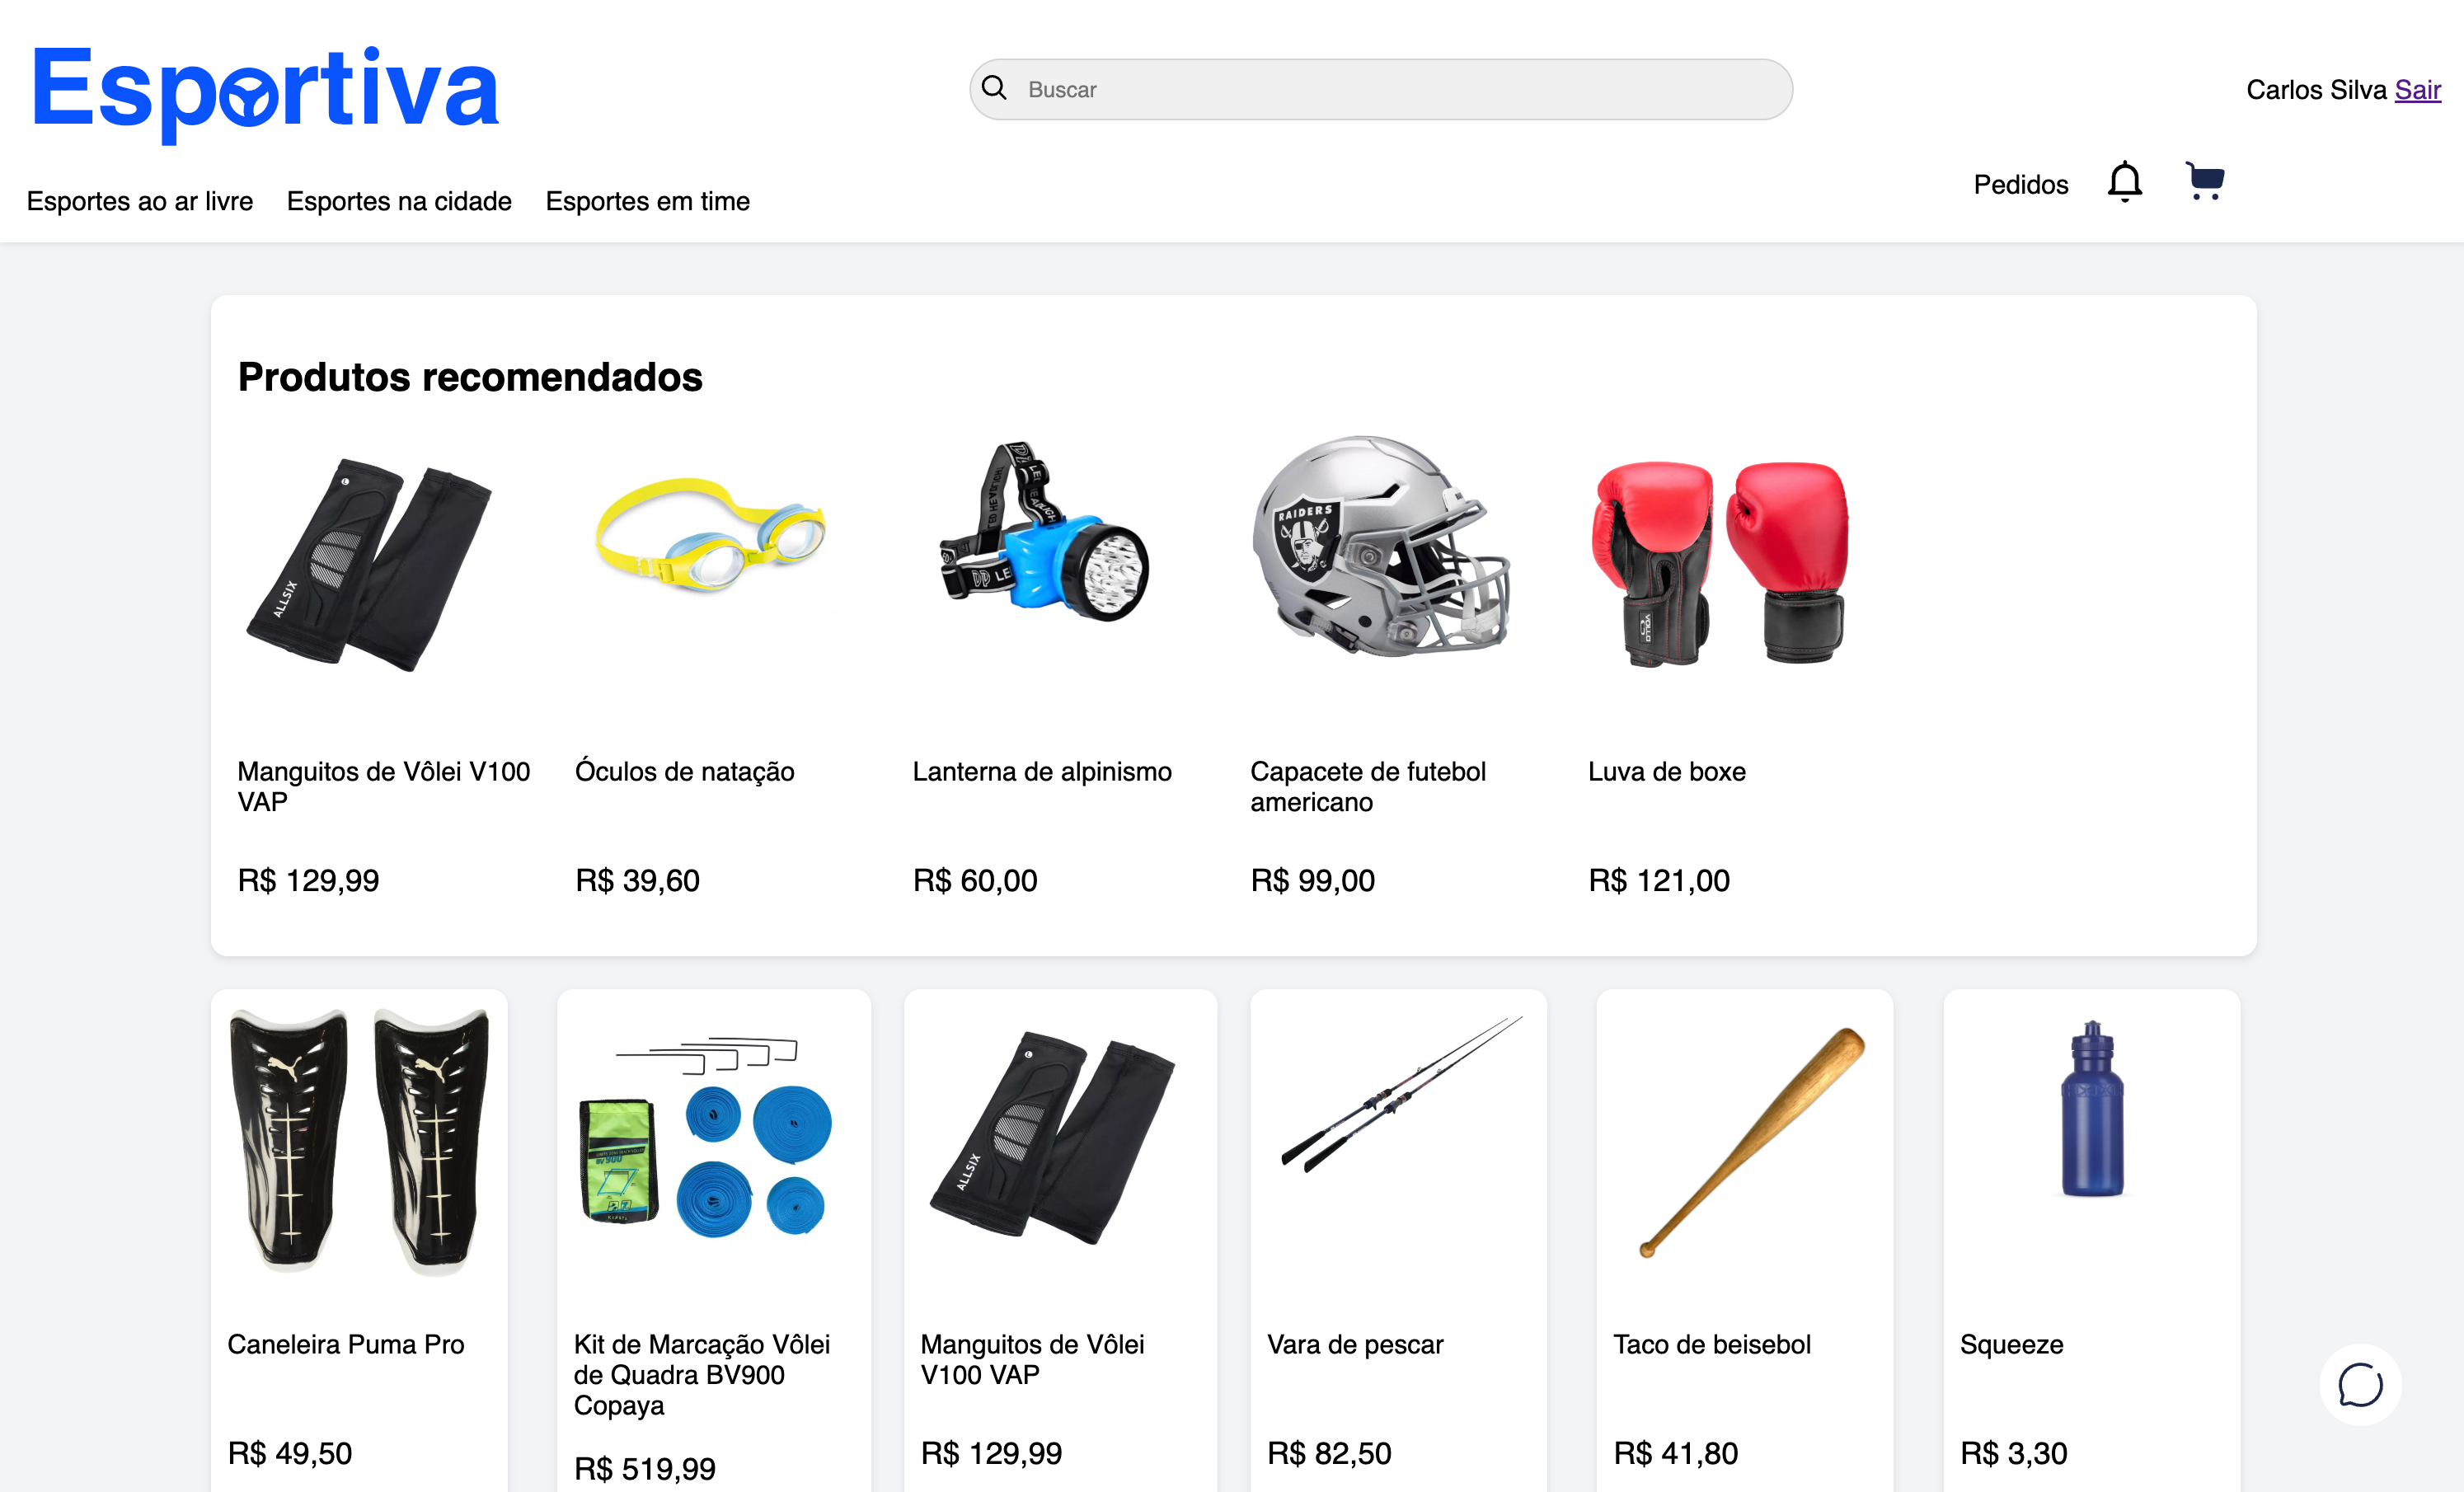 Esportiva
Buscar
Carlos Silva Sair
Esportes ao ar livre Esportes na cidade Esportes em time
Pedidos
Produtos recomendados
ALLSIX
LED HEADLIGHT
RAIDERS
VOLLO
Manguitos de Vôlei V100
VAP
Óculos de natação
Lanterna de alpinismo
Capacete de futebol
americano
Luva de boxe
R$ 129,99
R$ 39,60
R$ 60,00
R$ 99,00
R$ 121,00
ALLSIX
Caneleira Puma Pro
Kit de Marcação Vôlei
de Quadra BV900
Copaya
Manguitos de Vôlei
V100 VAP
Vara de pescar
Taco de beisebol
Squeeze
R$ 49,50
R$ 519,99
R$ 129,99
R$ 82,50
R$ 41,80
R$ 3,30